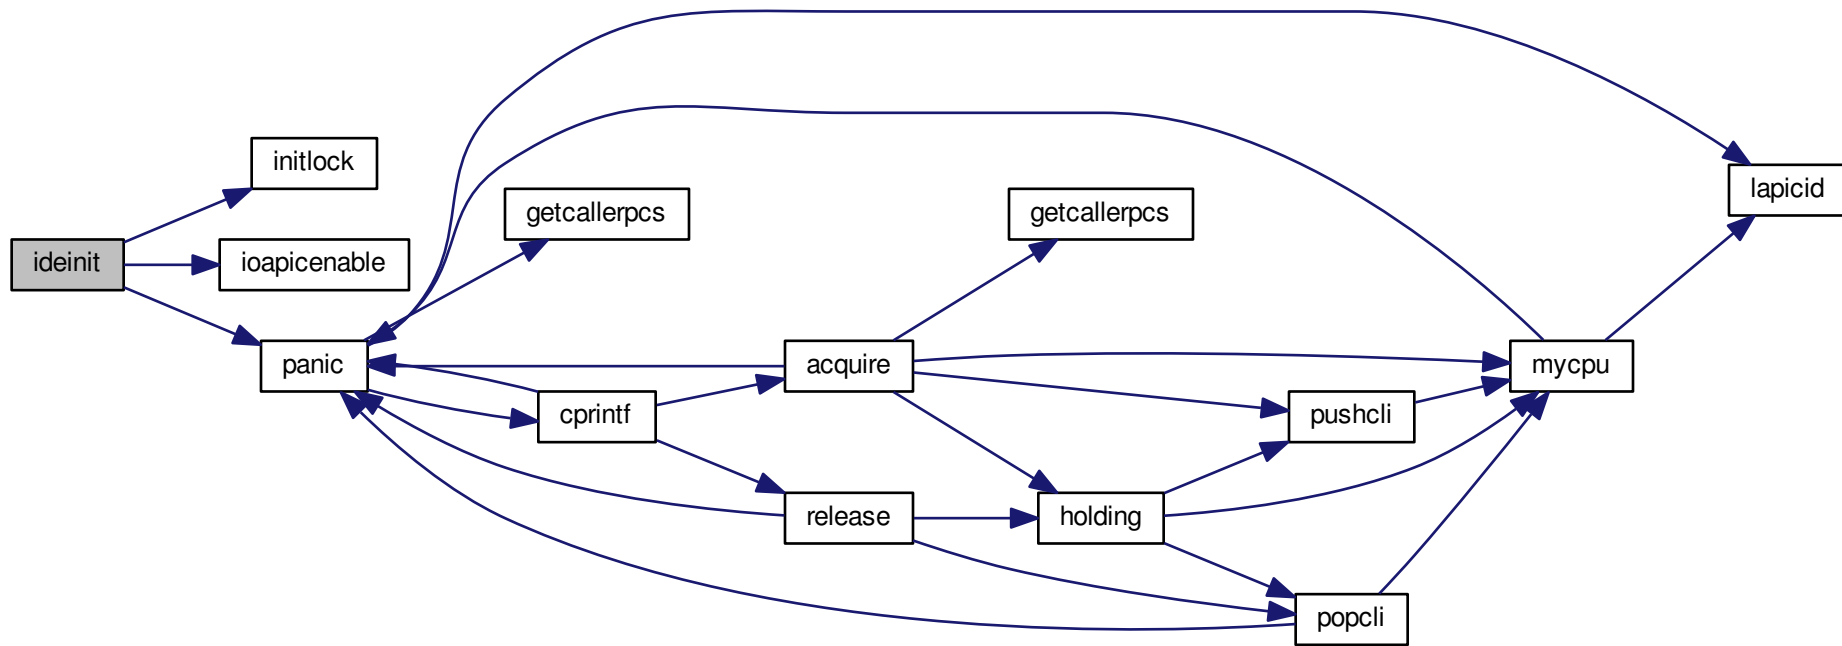 initlock
lapicid
getcallerpcs
getcallerpcs
ideinit
ioapicenable
panic
acquire
mycpu
cprintf
pushcli
release
holding
popcli